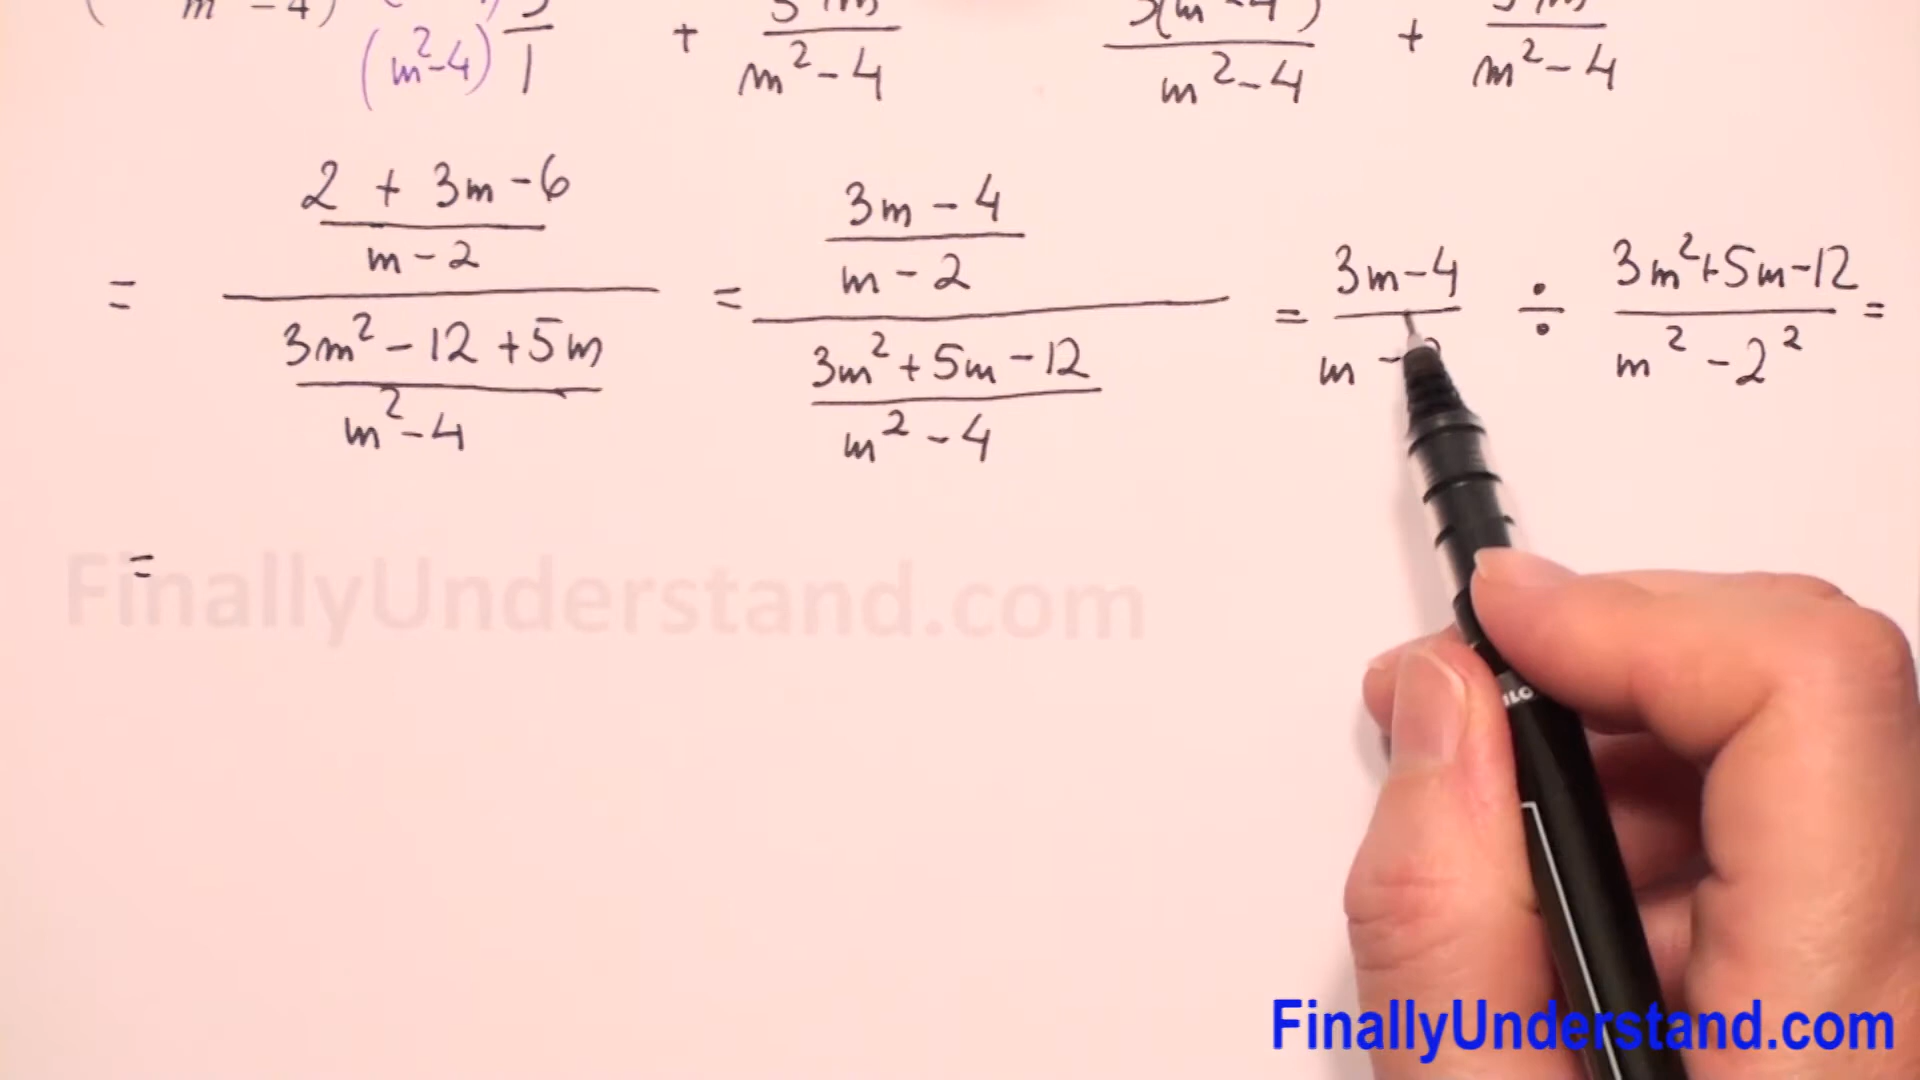 (m²-4) 5/1 + 5m/(m²-4) 3(m²-4)/(m²-4) + 5m/(m²-4)
= ((2 + 3m - 6)/(m - 2))/((3m² - 12 + 5m)/(m² - 4)) = ((3m - 4)/(m - 2))/((3m² + 5m - 12)/(m² - 4)) = (3m - 4)/(m - 2) ÷ (3m² + 5m - 12)/(m² - 2²) =
=
FinallyUnderstand.com
FinallyUnderstand.com